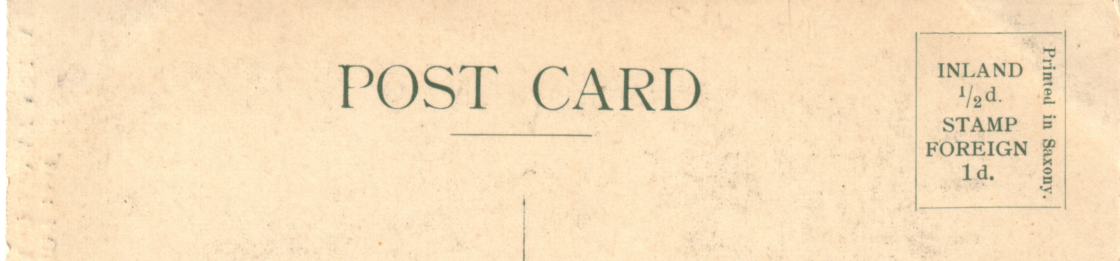 POST CARD
INLAND
1/2d.
STAMP
FOREIGN
1d.
Printed in Saxony.